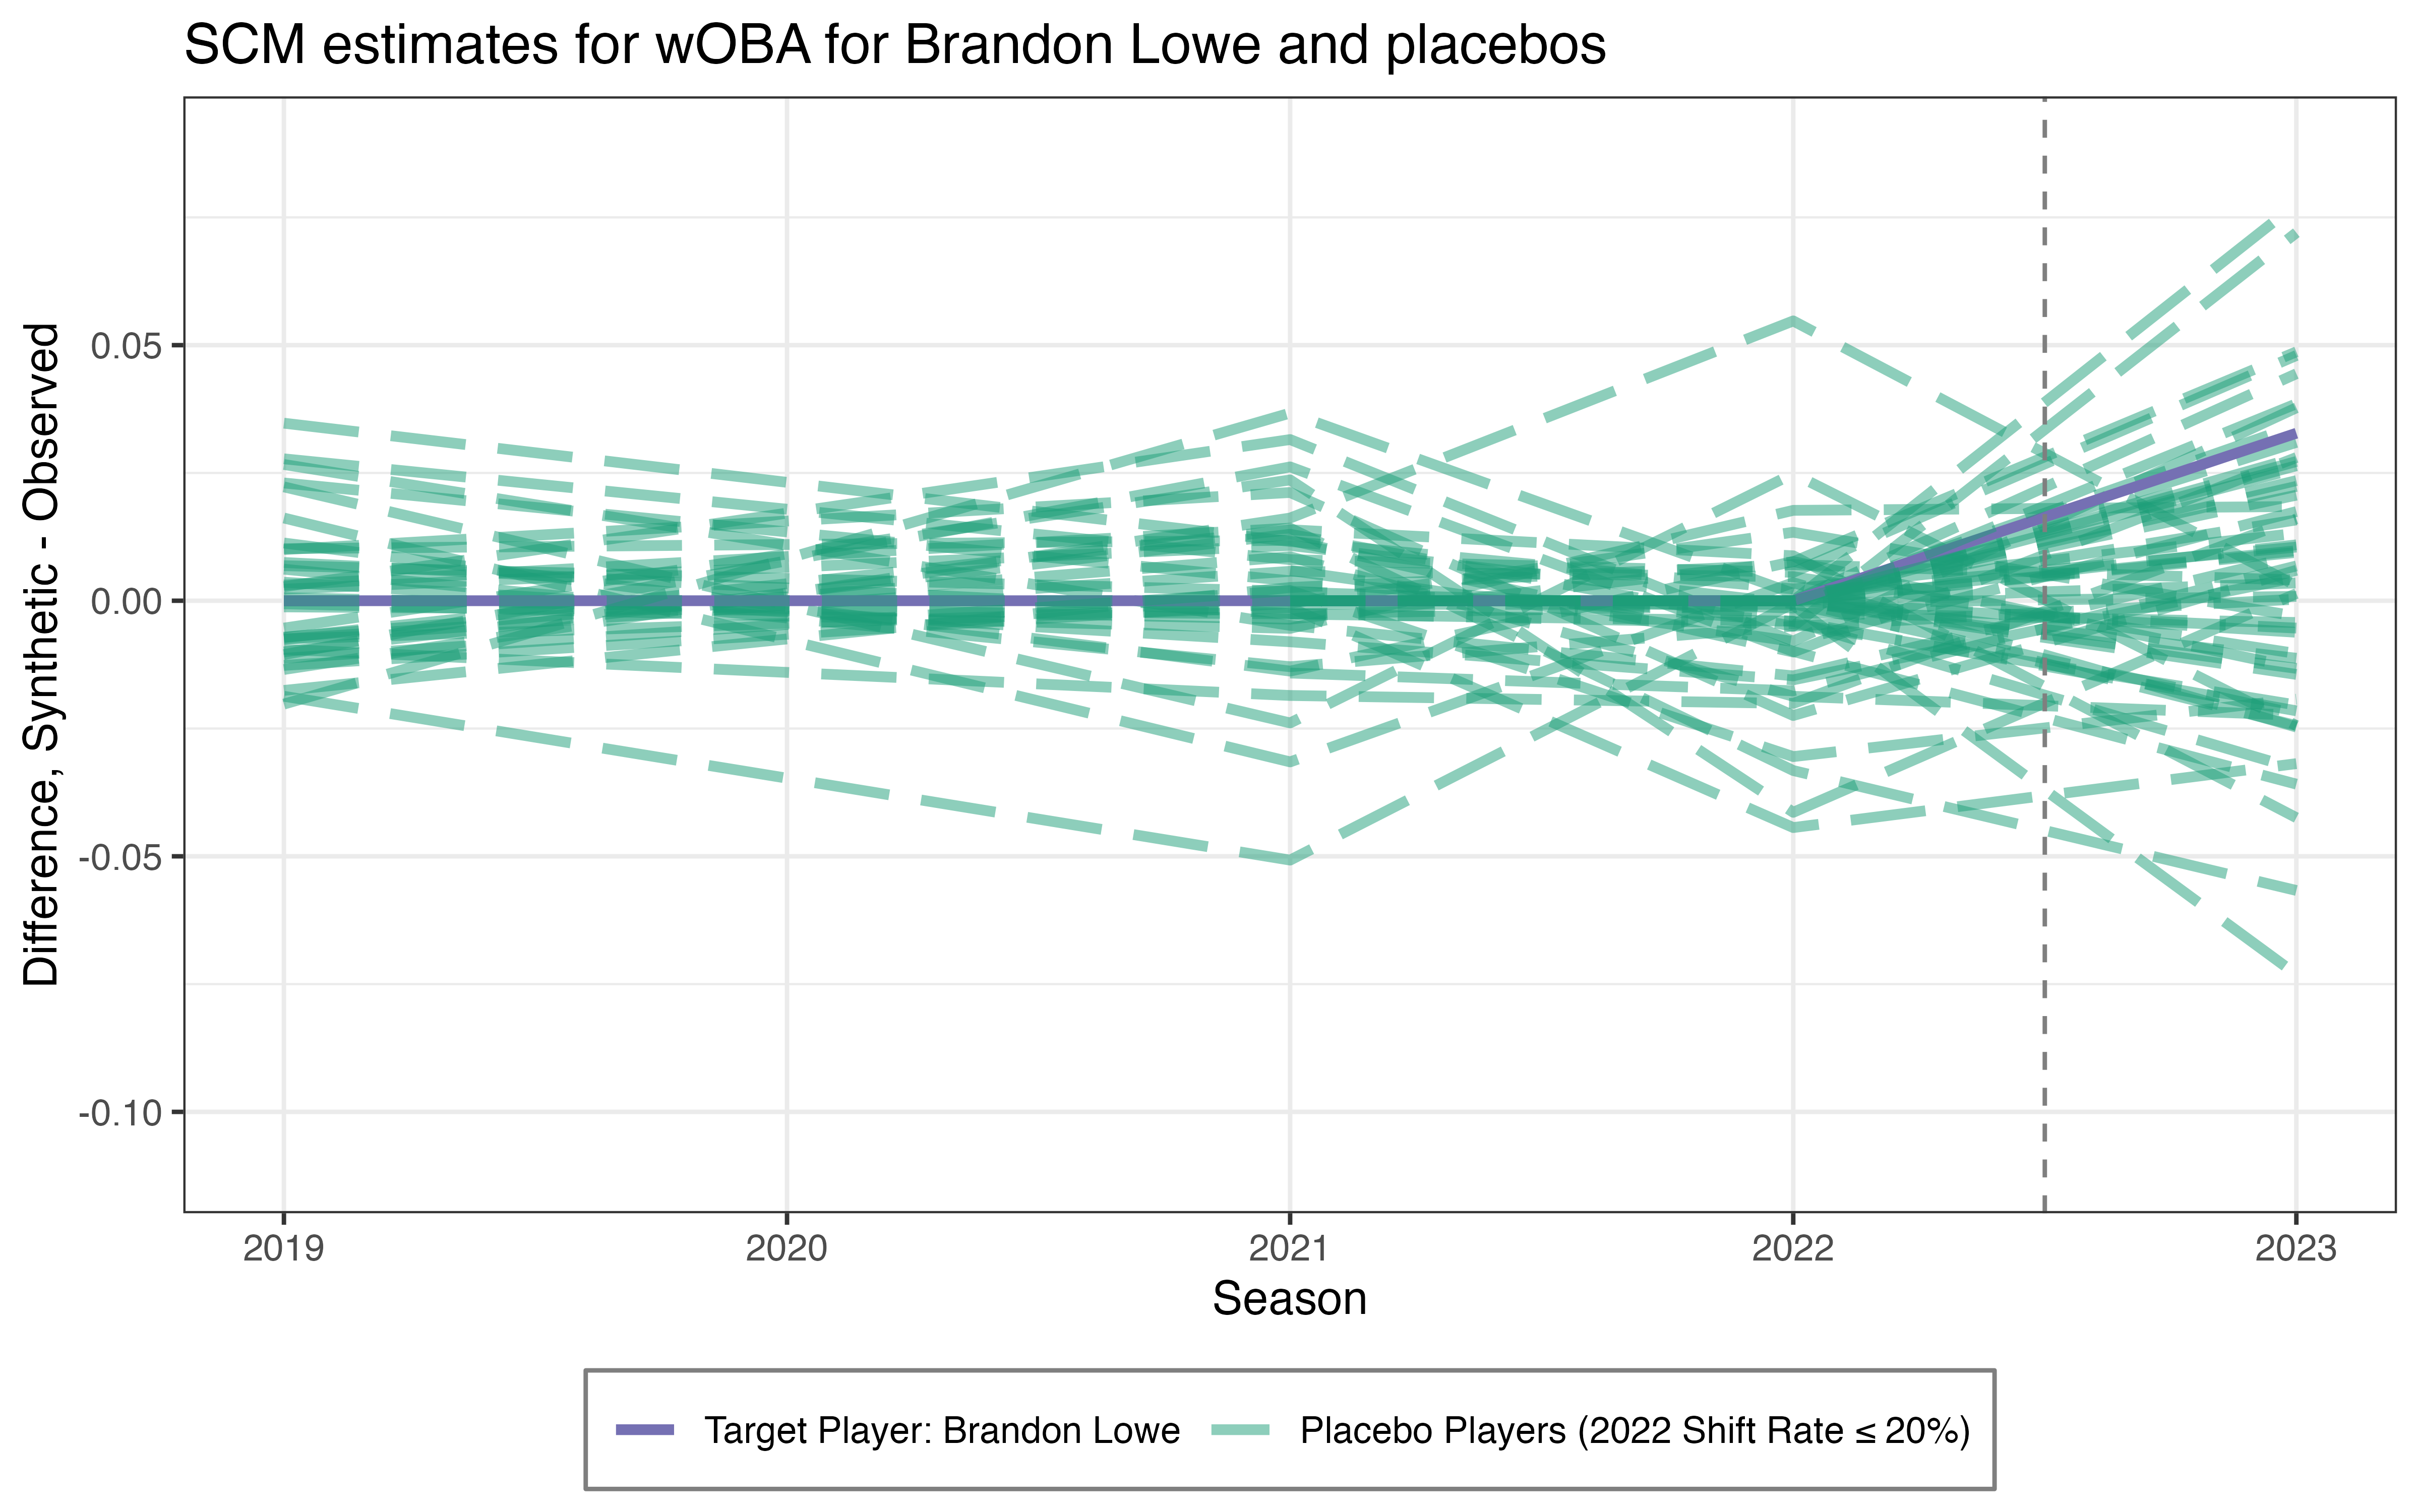 SCM estimates for wOBA for Brandon Lowe and placebos
Difference, Synthetic - Observed
0.05
0.00
-0.05
-0.10
2019 2020 2021 2022 2023
Season
Target Player: Brandon Lowe Placebo Players (2022 Shift Rate ≤ 20%)